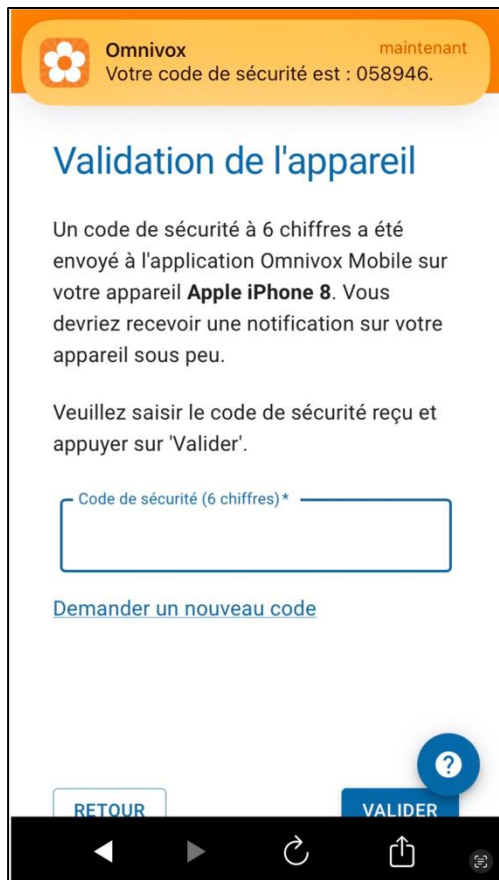 Omnivox maintenant
Votre code de sécurité est : 058946.
Validation de l'appareil
Un code de sécurité à 6 chiffres a été
envoyé à l'application Omnivox Mobile sur
votre appareil Apple iPhone 8. Vous
devriez recevoir une notification sur votre
appareil sous peu.
Veuillez saisir le code de sécurité reçu et
appuyer sur 'Valider'.
Code de sécurité (6 chiffres)*
Demander un nouveau code
?
RETOUR VALIDER